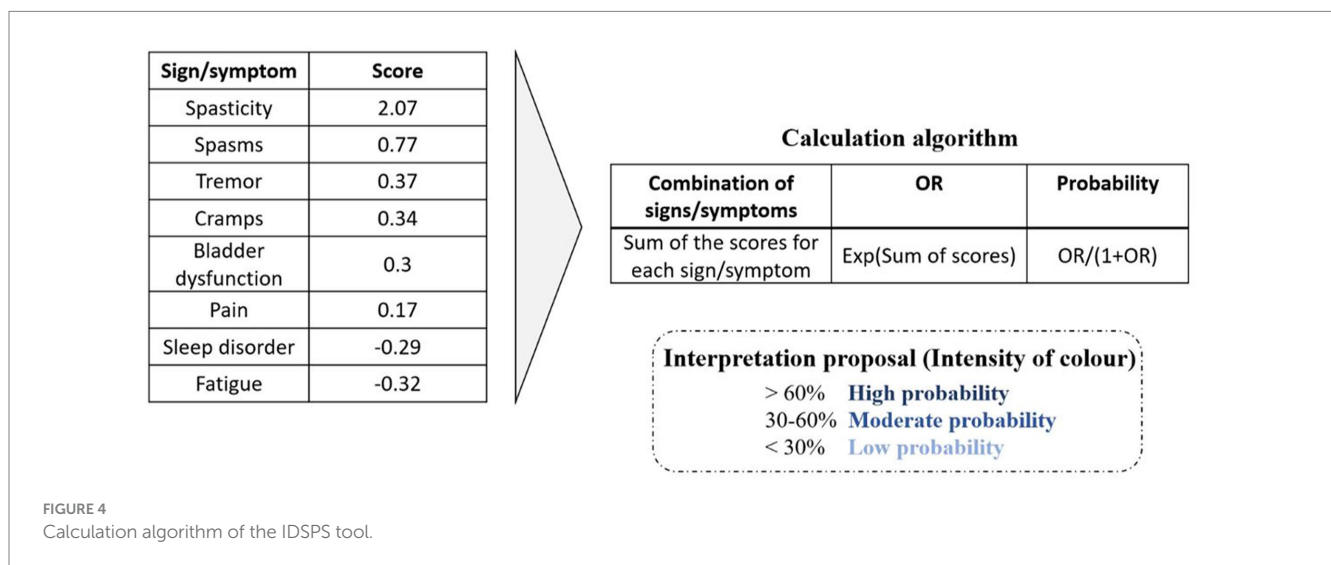 Sign/symptom Score
Spasticity 2.07
Spasms 0.77
Tremor 0.37
Cramps 0.34
Bladder
dysfunction 0.3
Pain 0.17
Sleep disorder -0.29
Fatigue -0.32
Calculation algorithm
Combination of
signs/symptoms OR Probability
Sum of the scores for
each sign/symptom Exp(Sum of scores) OR/(1+OR)
Interpretation proposal (Intensity of colour)
> 60% High probability
30-60% Moderate probability
< 30% Low probability
FIGURE 4
Calculation algorithm of the IDSPS tool.